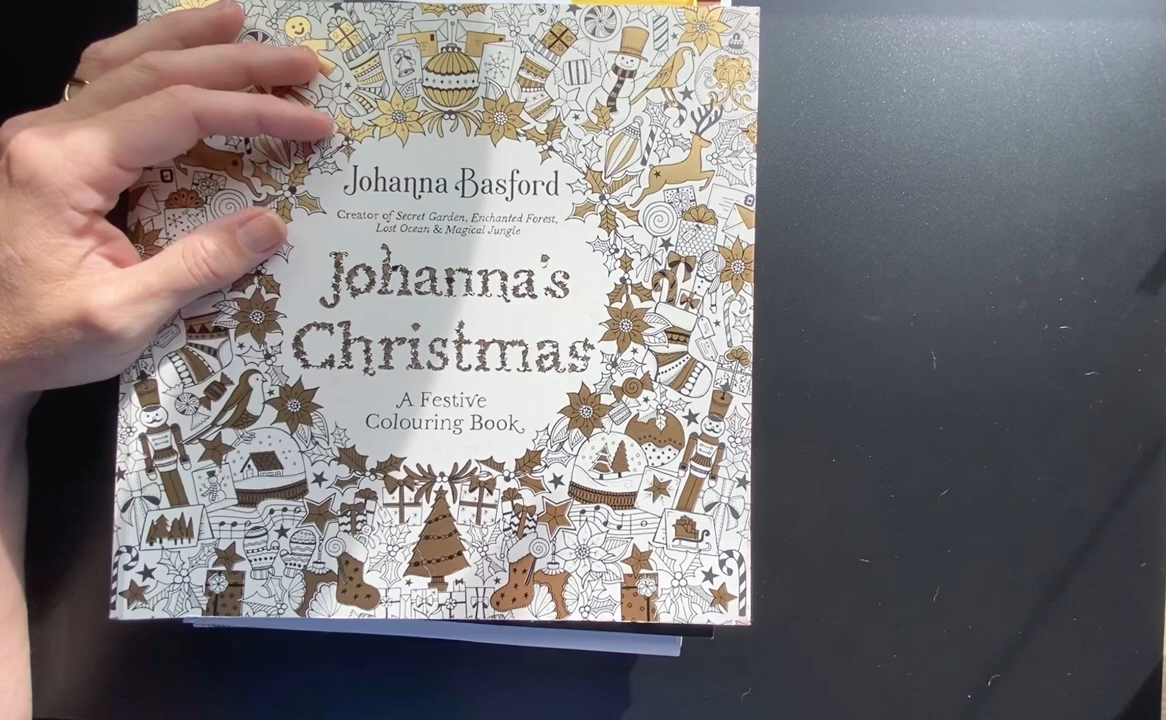 Johanna Basford
Creator of Secret Garden, Enchanted Forest,
Lost Ocean & Magical Jungle
Johanna's
Christmas
A Festive
Colouring Book